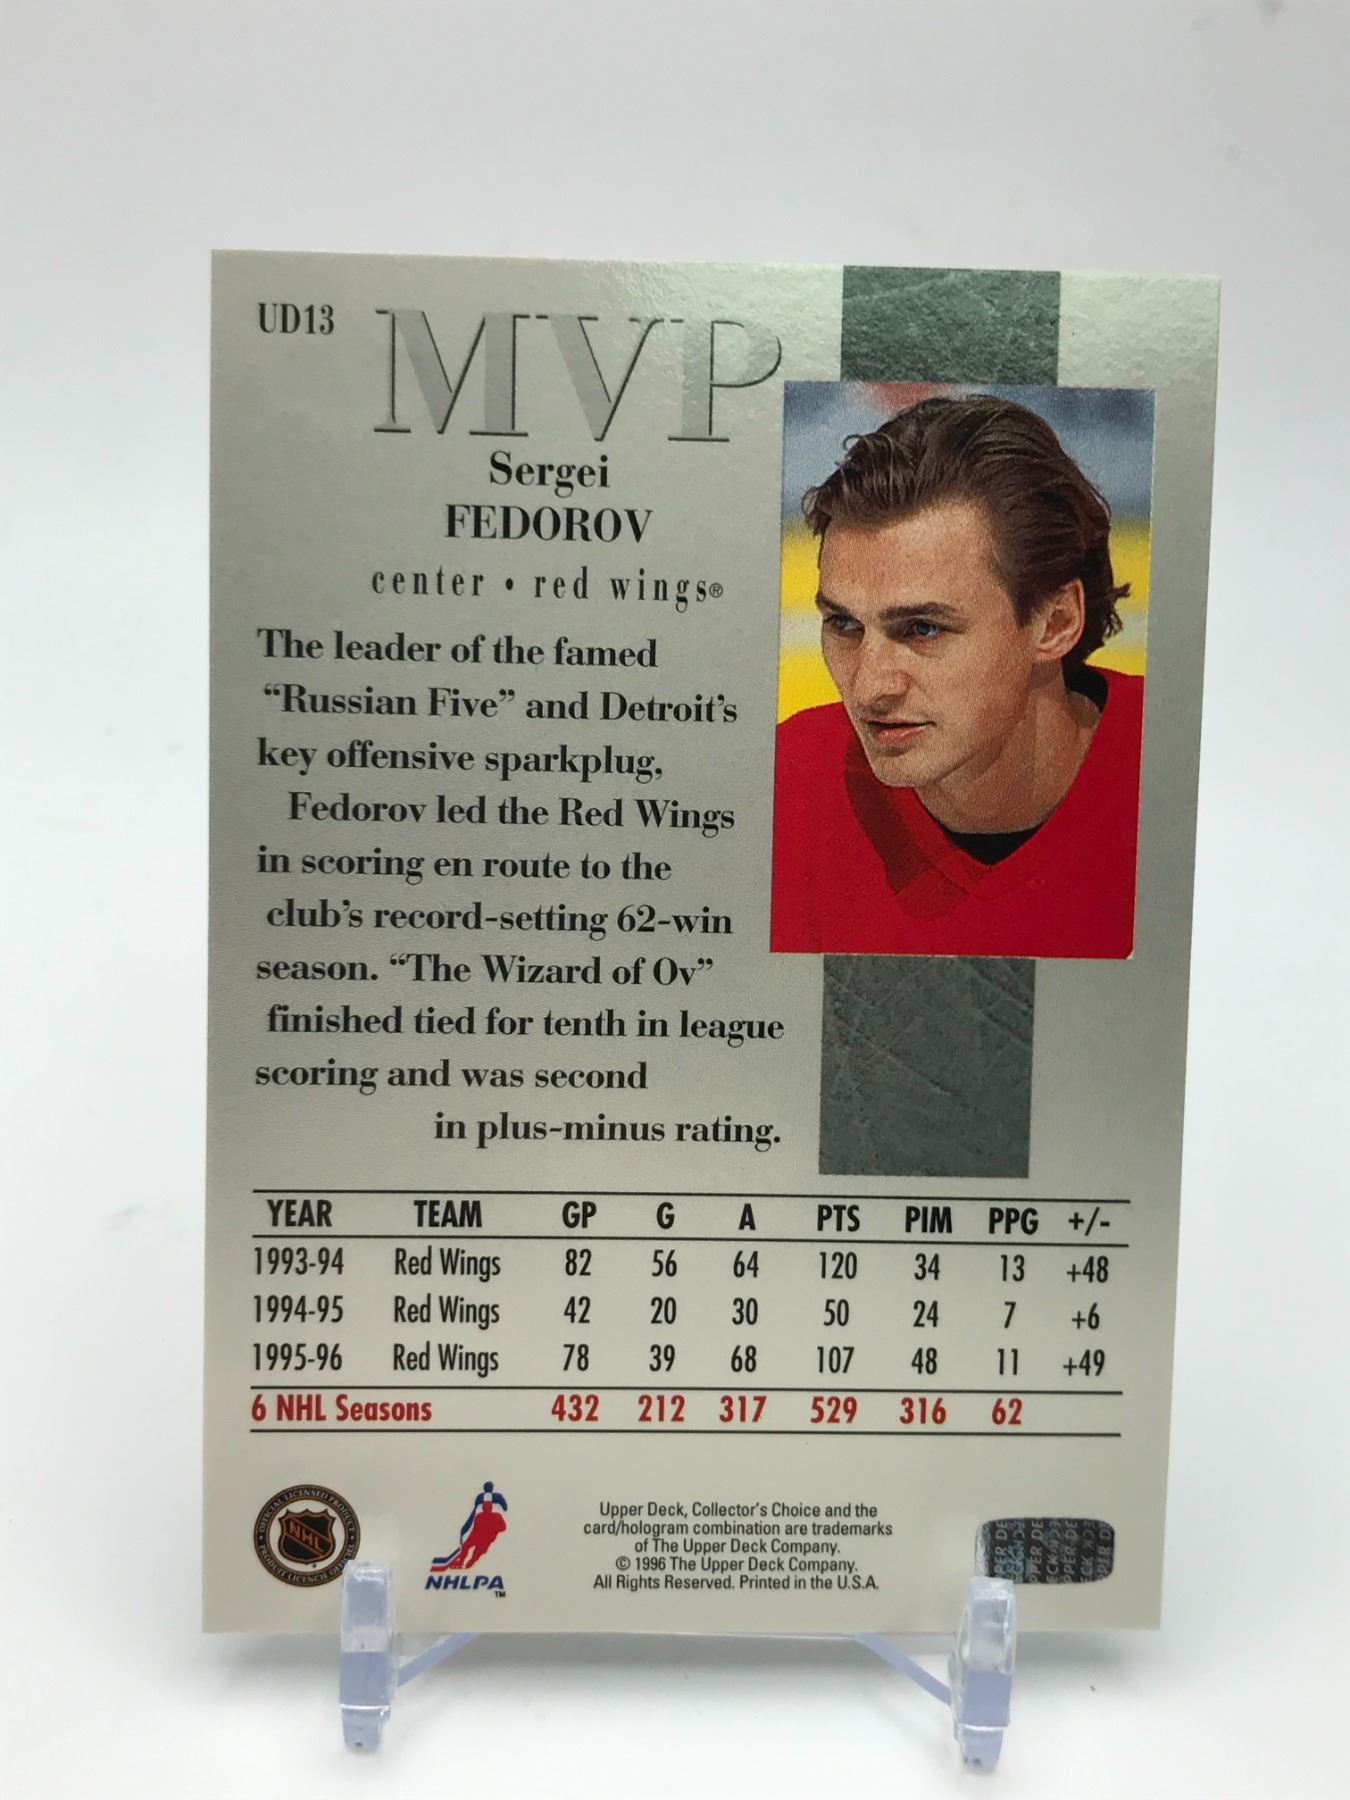 UD13
MVP
Sergei
FEDOROV
center • red wings®
The leader of the famed
“Russian Five” and Detroit’s
key offensive sparkplug,
Fedorov led the Red Wings
in scoring en route to the
club’s record-setting 62-win
season. “The Wizard of Ov”
finished tied for tenth in league
scoring and was second
in plus-minus rating.
YEAR TEAM GP G A PTS PIM PPG +/-
1993-94 Red Wings 82 56 64 120 34 13 +48
1994-95 Red Wings 42 20 30 50 24 7 +6
1995-96 Red Wings 78 39 68 107 48 11 +49
6 NHL Seasons 432 212 317 529 316 62
OFFICIAL LICENSED PRODUCT
NHL
NHLPA
TM
Upper Deck, Collector’s Choice and the
card/hologram combination are trademarks
of The Upper Deck Company.
© 1996 The Upper Deck Company.
All Rights Reserved. Printed in the U.S.A.